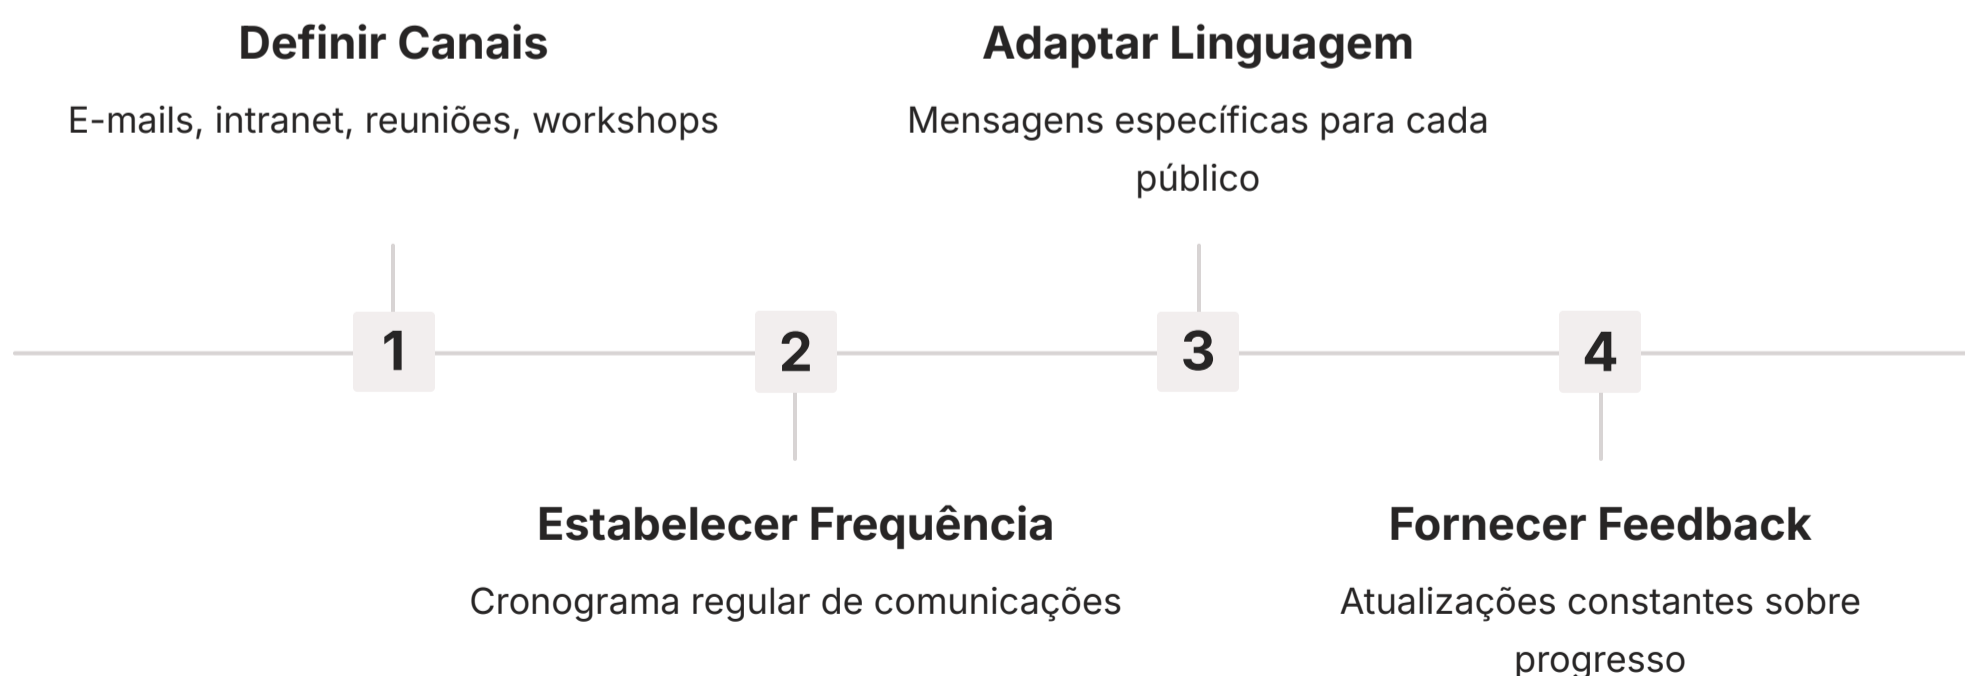 Definir Canais
E-mails, intranet, reuniões, workshops
Adaptar Linguagem
Mensagens específicas para cada
público
1
2
3
4
Estabelecer Frequência
Cronograma regular de comunicações
Fornecer Feedback
Atualizações constantes sobre
progresso